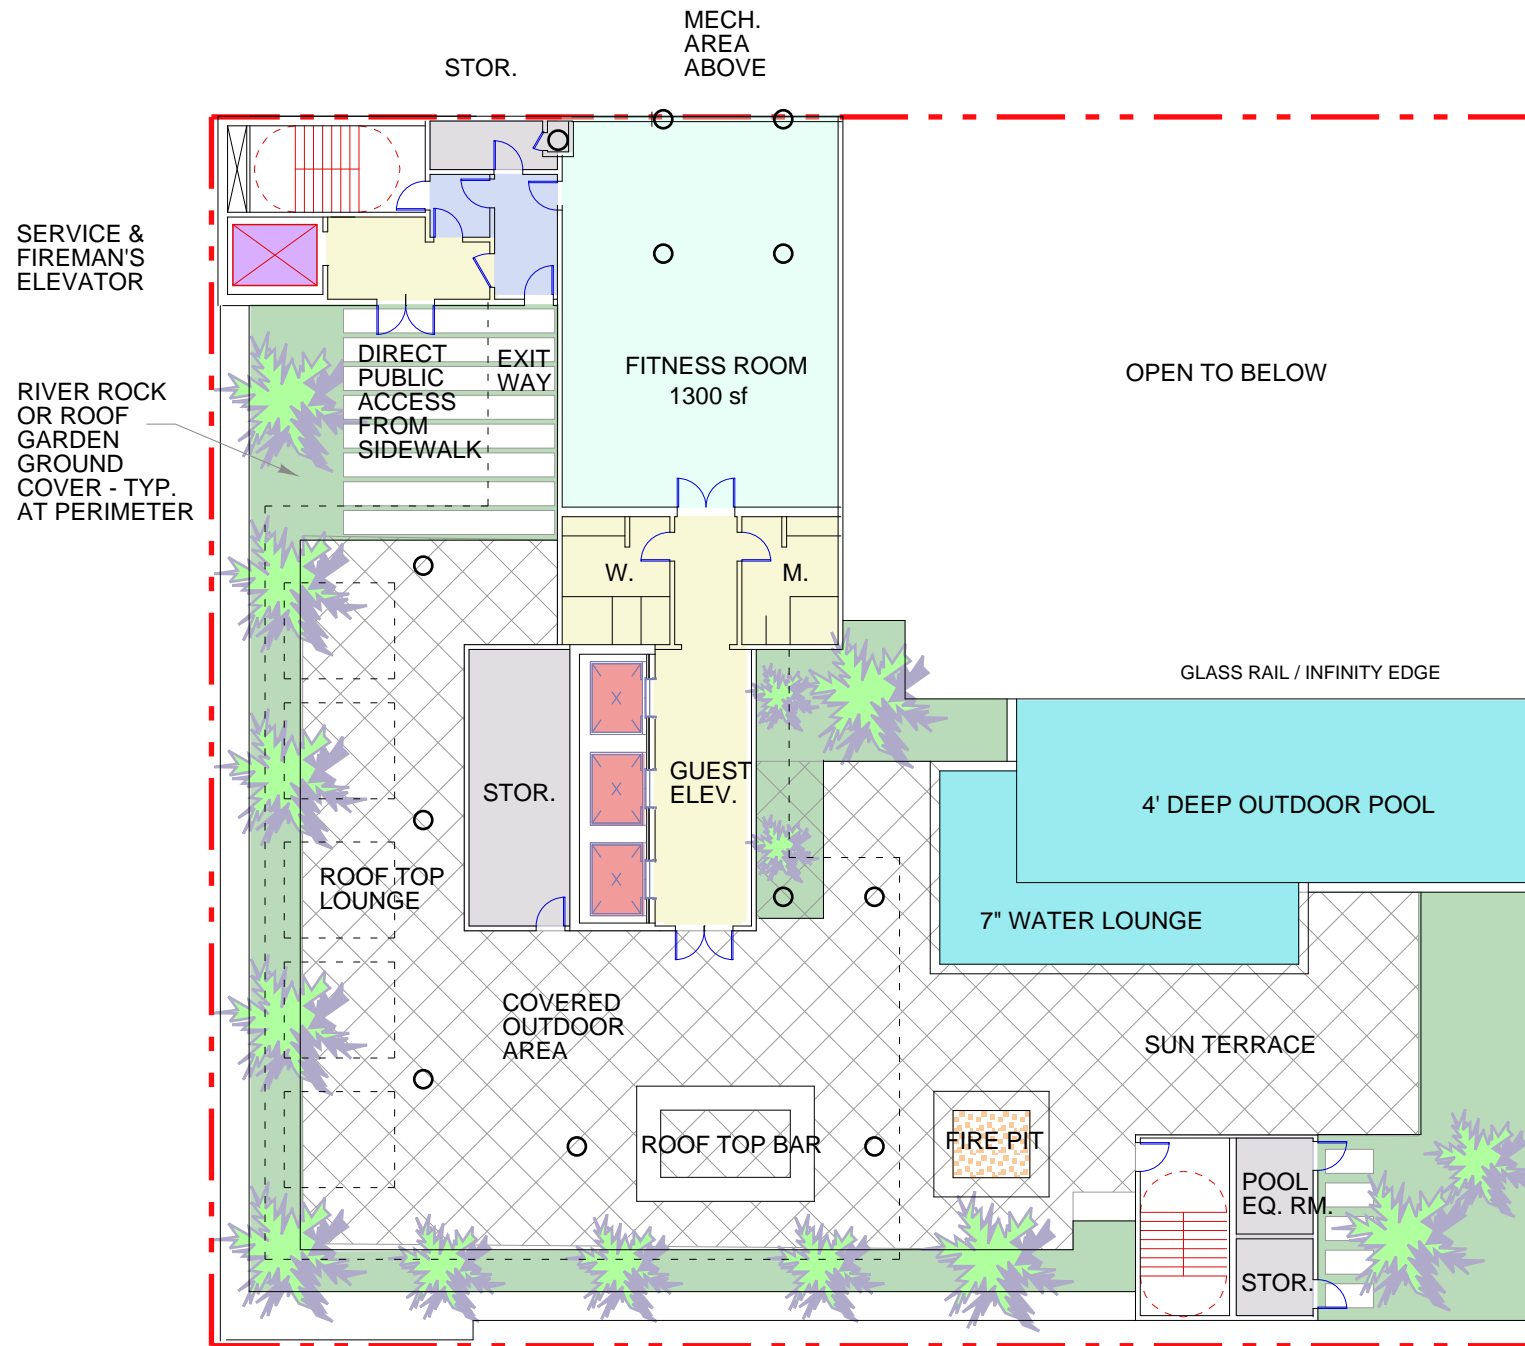 MECH.
AREA
ABOVE
STOR.
SERVICE &
FIREMAN'S
ELEVATOR
DIRECT
PUBLIC
ACCESS
FROM
SIDEWALK
EXIT
WAY
FITNESS ROOM
1300 sf
OPEN TO BELOW
RIVER ROCK
OR ROOF
GARDEN
GROUND
COVER - TYP.
AT PERIMETER
W.
M.
GLASS RAIL / INFINITY EDGE
STOR.
X
X
X
GUEST
ELEV.
4' DEEP OUTDOOR POOL
ROOF TOP
LOUNGE
7" WATER LOUNGE
COVERED
OUTDOOR
AREA
SUN TERRACE
ROOF TOP BAR
FIRE PIT
POOL
EQ. RM.
STOR.